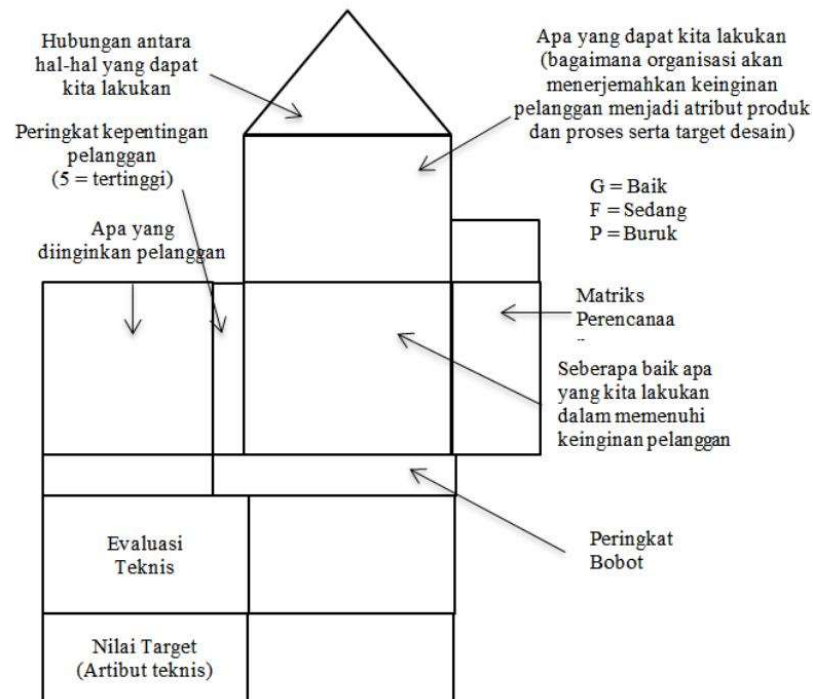 Hubungan antara
hal-hal yang dapat
kita lakukan
Apa yang dapat kita lakukan
(bagaimana organisasi akan
menerjemahkan keinginan
pelanggan menjadi atribut produk
dan proses serta target desain)
Peringkat kepentingan
pelanggan
(5 = tertinggi)
G = Baik
F = Sedang
P = Buruk
Apa yang
diinginkan pelanggan
Matriks
Perencanaa
Seberapa baik apa
yang kita lakukan
dalam memenuhi
keinginan pelanggan
Evaluasi
Teknis
Peringkat
Bobot
Nilai Target
(Artibut teknis)